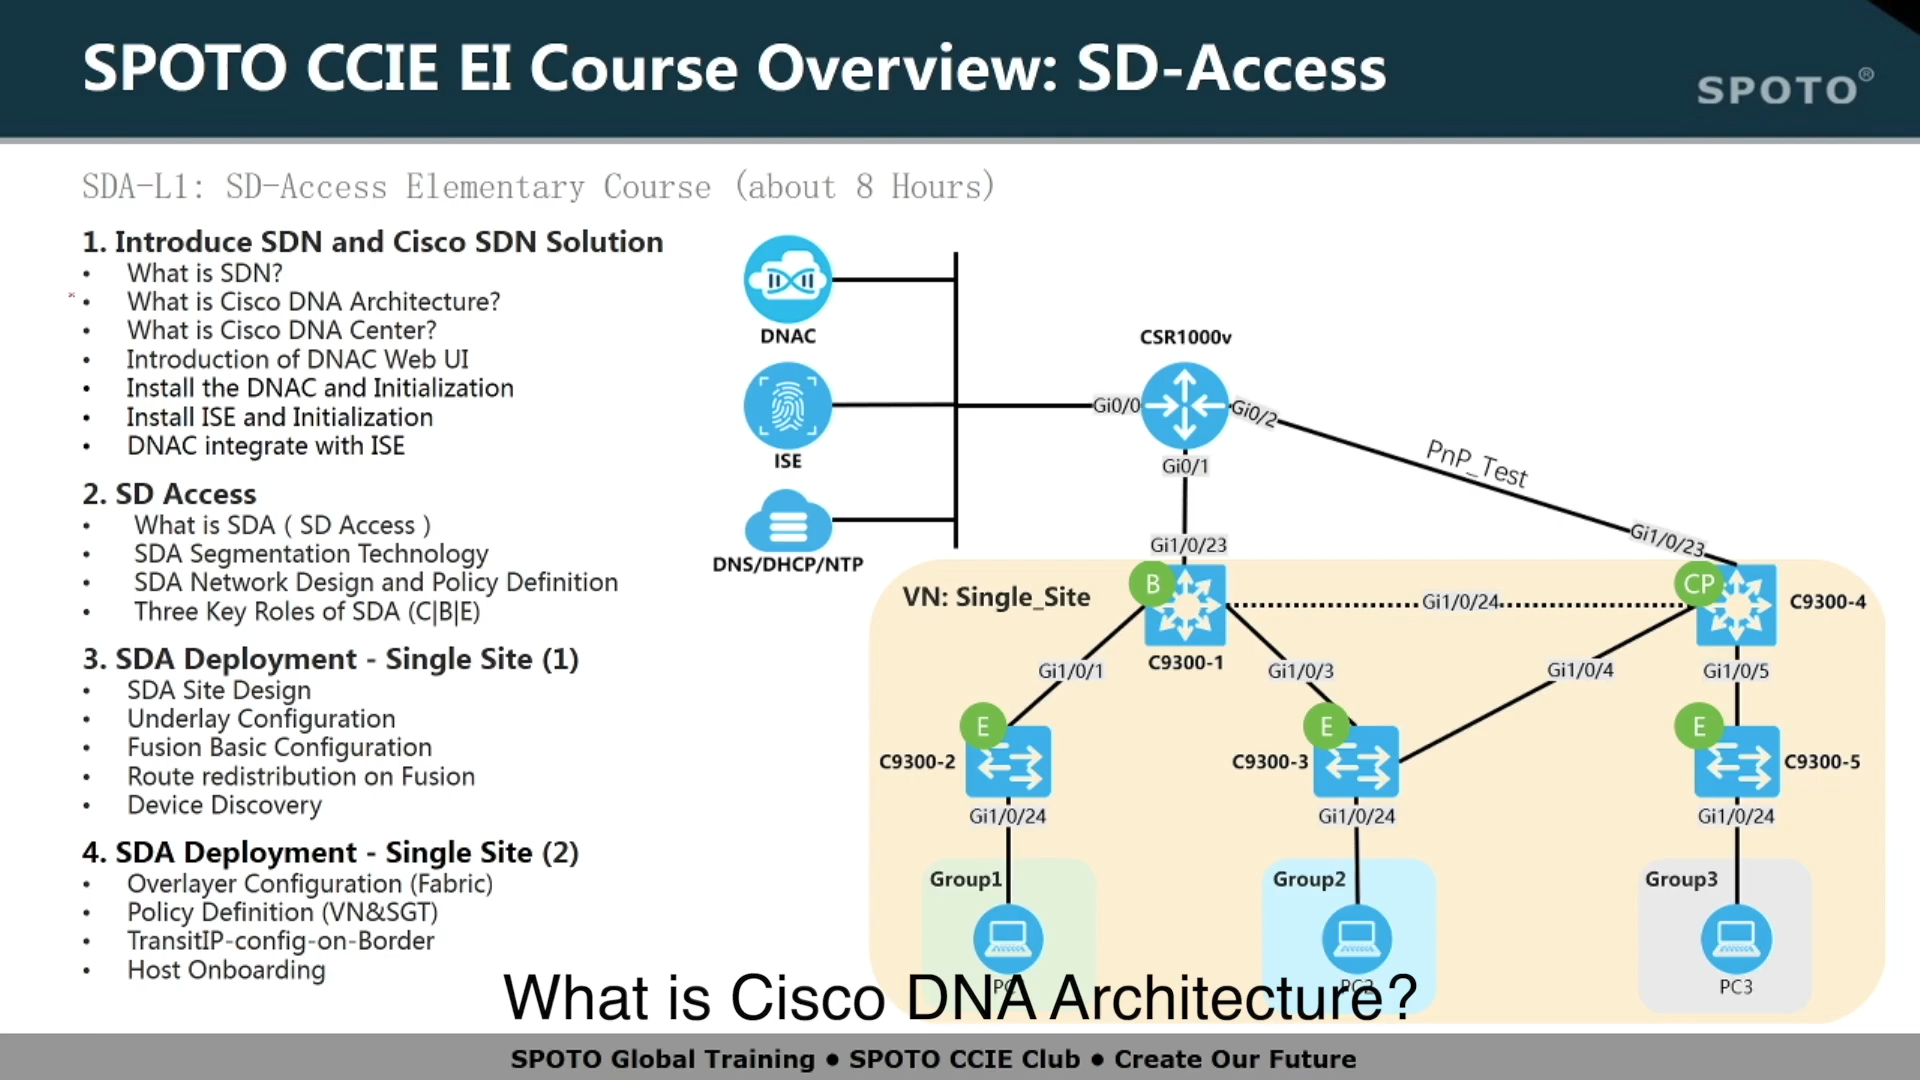 SPOTO CCIE EI Course Overview: SD-Access
SPOTO®
SDA-L1: SD-Access Elementary Course (about 8 Hours)
1. Introduce SDN and Cisco SDN Solution
• What is SDN?
• What is Cisco DNA Architecture?
• What is Cisco DNA Center?
• Introduction of DNAC Web UI
• Install the DNAC and Initialization
• Install ISE and Initialization
• DNAC integrate with ISE
2. SD Access
• What is SDA ( SD Access )
• SDA Segmentation Technology
• SDA Network Design and Policy Definition
• Three Key Roles of SDA (C|B|E)
3. SDA Deployment - Single Site (1)
• SDA Site Design
• Underlay Configuration
• Fusion Basic Configuration
• Route redistribution on Fusion
• Device Discovery
4. SDA Deployment - Single Site (2)
• Overlayer Configuration (Fabric)
• Policy Definition (VN&SGT)
• TransitIP-config-on-Border
• Host Onboarding
DNAC
ISE
DNS/DHCP/NTP
CSR1000v
Gi0/0
Gi0/2
Gi0/1
PnP_Test
Gi1/0/23
Gi1/0/23
VN: Single_Site
B
CP
Gi1/0/24
C9300-4
C9300-1
Gi1/0/1
Gi1/0/3
Gi1/0/4
Gi1/0/5
E
E
E
C9300-2
C9300-3
C9300-5
Gi1/0/24
Gi1/0/24
Gi1/0/24
Group1
Group2
Group3
PC2
PC3
What is Cisco DNA Architecture?
SPOTO Global Training ● SPOTO CCIE Club ● Create Our Future